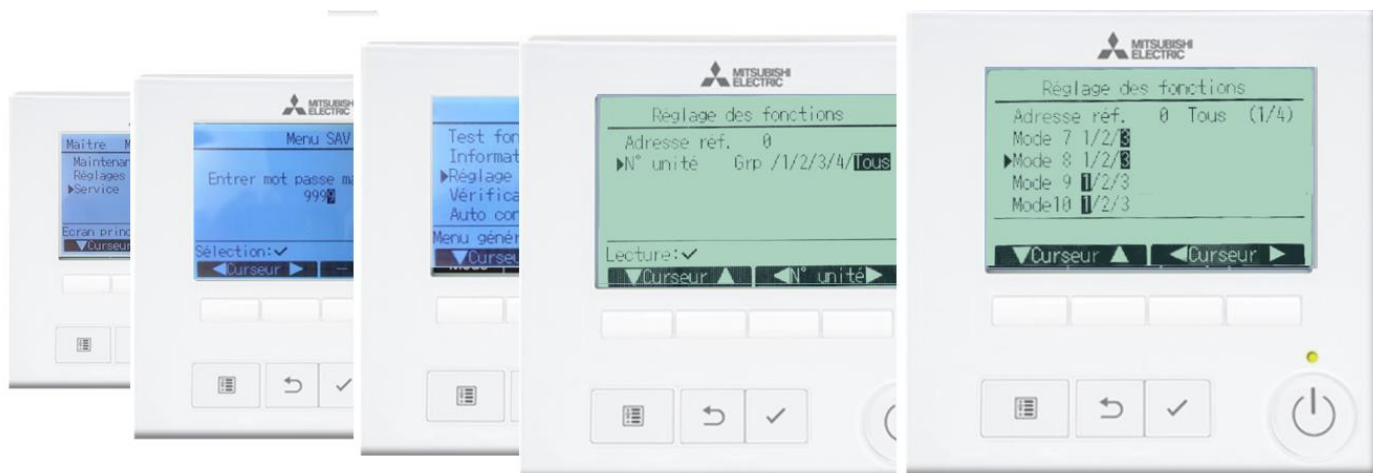 Maitre M
Maintenan
Réglages
▶Service
Ecran princ
▼Curseur
MITSUBISH
ELECTRIC
Menu SAV
Entrer mot passe ma
9999
Sélection:✓
◀Curseur ▶ —
Test fon
Informat
▶Réglage
Vérifica
Auto con
Menu génér
▼Curseu
MITSUBISHI
ELECTRIC
Réglage des fonctions
Adresse réf. 0
▶N° unité Grp /1/2/3/4/Tous
Lecture:✓
▼Curseur ▲ ◀N° unité▶
MITSUBISHI
ELECTRIC
Réglage des fonctions
Adresse réf. 0 Tous (1/4)
Mode 7 1/2/3
▶Mode 8 1/2/3
Mode 9 1/2/3
Mode10 1/2/3
▼Curseur ▲ ◀Curseur ▶